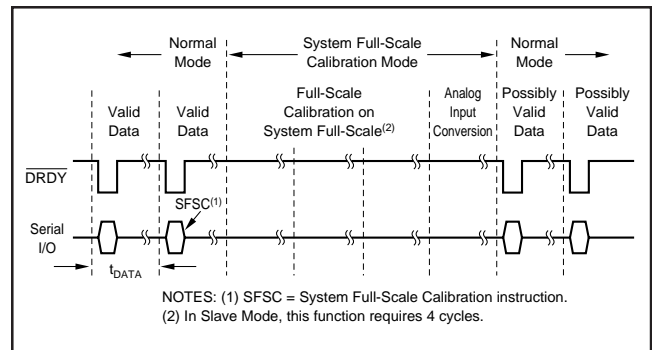 Normal
Mode
System Full-Scale
Calibration Mode
Normal
Mode
Valid
Data
Valid
Data
Full-Scale
Calibration on
System Full-Scale(2)
Analog
Input
Conversion
Possibly
Valid
Data
Possibly
Valid
Data
DRDY
SFSC(1)
Serial
I/O
tDATA
NOTES: (1) SFSC = System Full-Scale Calibration instruction.
(2) In Slave Mode, this function requires 4 cycles.